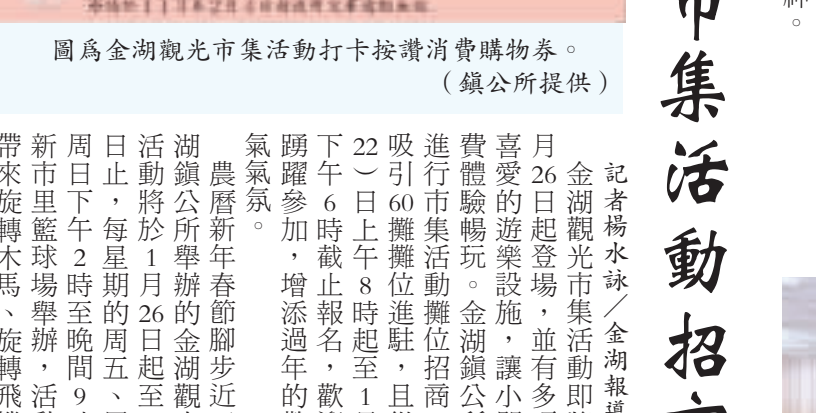 。
市集活動招
圖為金湖觀光市集活動打卡按讚消費購物券。
（鎮公所提供）
記者楊水詠／金湖報導
金湖觀光市集活動即
月26日起登場，並有多
喜愛的遊樂設施，讓小
費體驗暢玩。金湖鎮公所
進行市集活動攤位招商
吸引60攤攤位進駐，且
22）日上午8時起至1月
下午6時截止報名，歡
踴躍參加，增添過年的
氣氣氛。
農曆新年春節腳步近
湖鎮公所舉辦的金湖觀
活動將於1月26日起至
日止，每星期的周五、
周日下午2時至晚間9
新市里籃球場舉辦，活
帶來旋轉木馬、旋轉飛